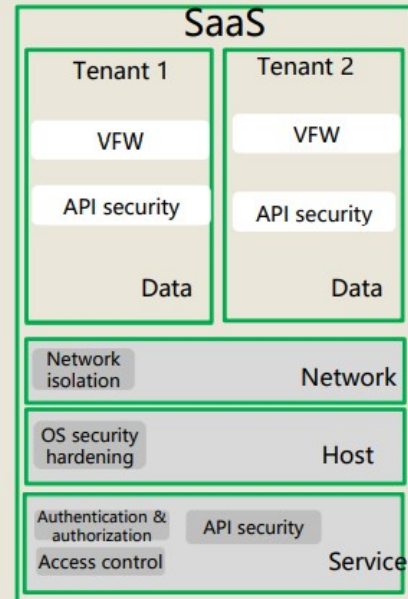 SaaS
Tenant 1
VFW
API security
Data
Tenant 2
VFW
API security
Data
Network
isolation
Network
OS security
hardening
Host
Authentication &
authorization
API security
Access control
Service